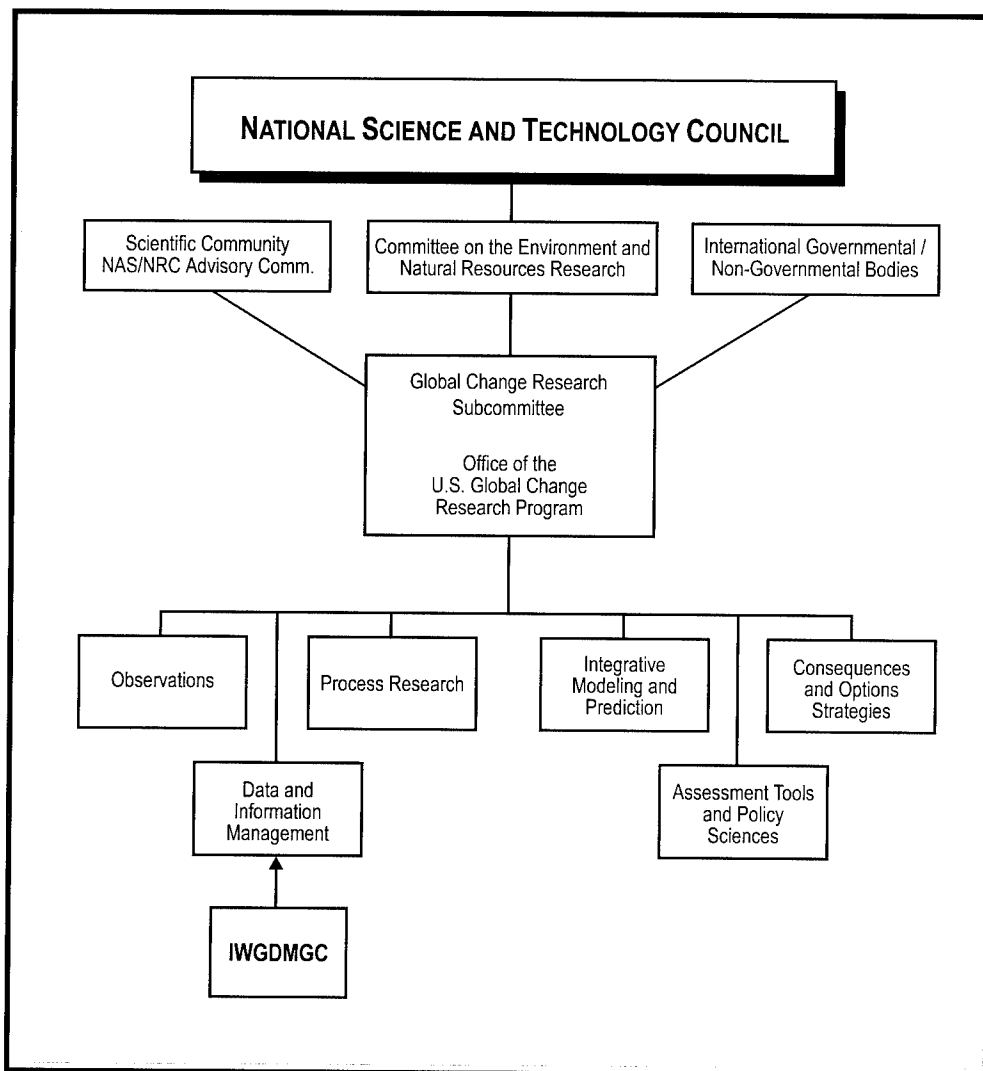 NATIONAL SCIENCE AND TECHNOLOGY COUNCIL
Scientific Community
NAS/NRC Advisory Comm.
Committee on the Environment and
Natural Resources Research
International Governmental /
Non-Governmental Bodies
Global Change Research
Subcommittee
Office of the
U.S. Global Change
Research Program
Observations
Process Research
Integrative
Modeling and
Prediction
Consequences
and Options
Strategies
Data and
Information
Management
Assessment Tools
and Policy
Sciences
IWGDMGC